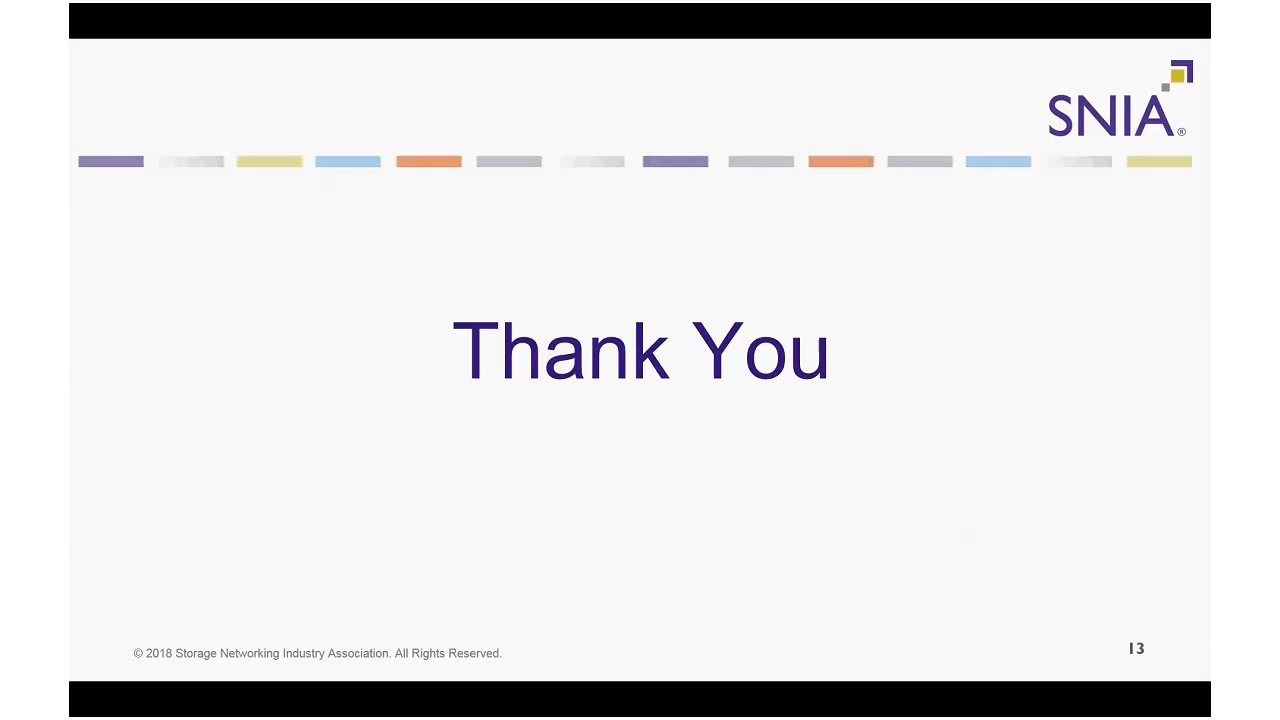 SNIA®
Thank You
© 2018 Storage Networking Industry Association. All Rights Reserved.
13